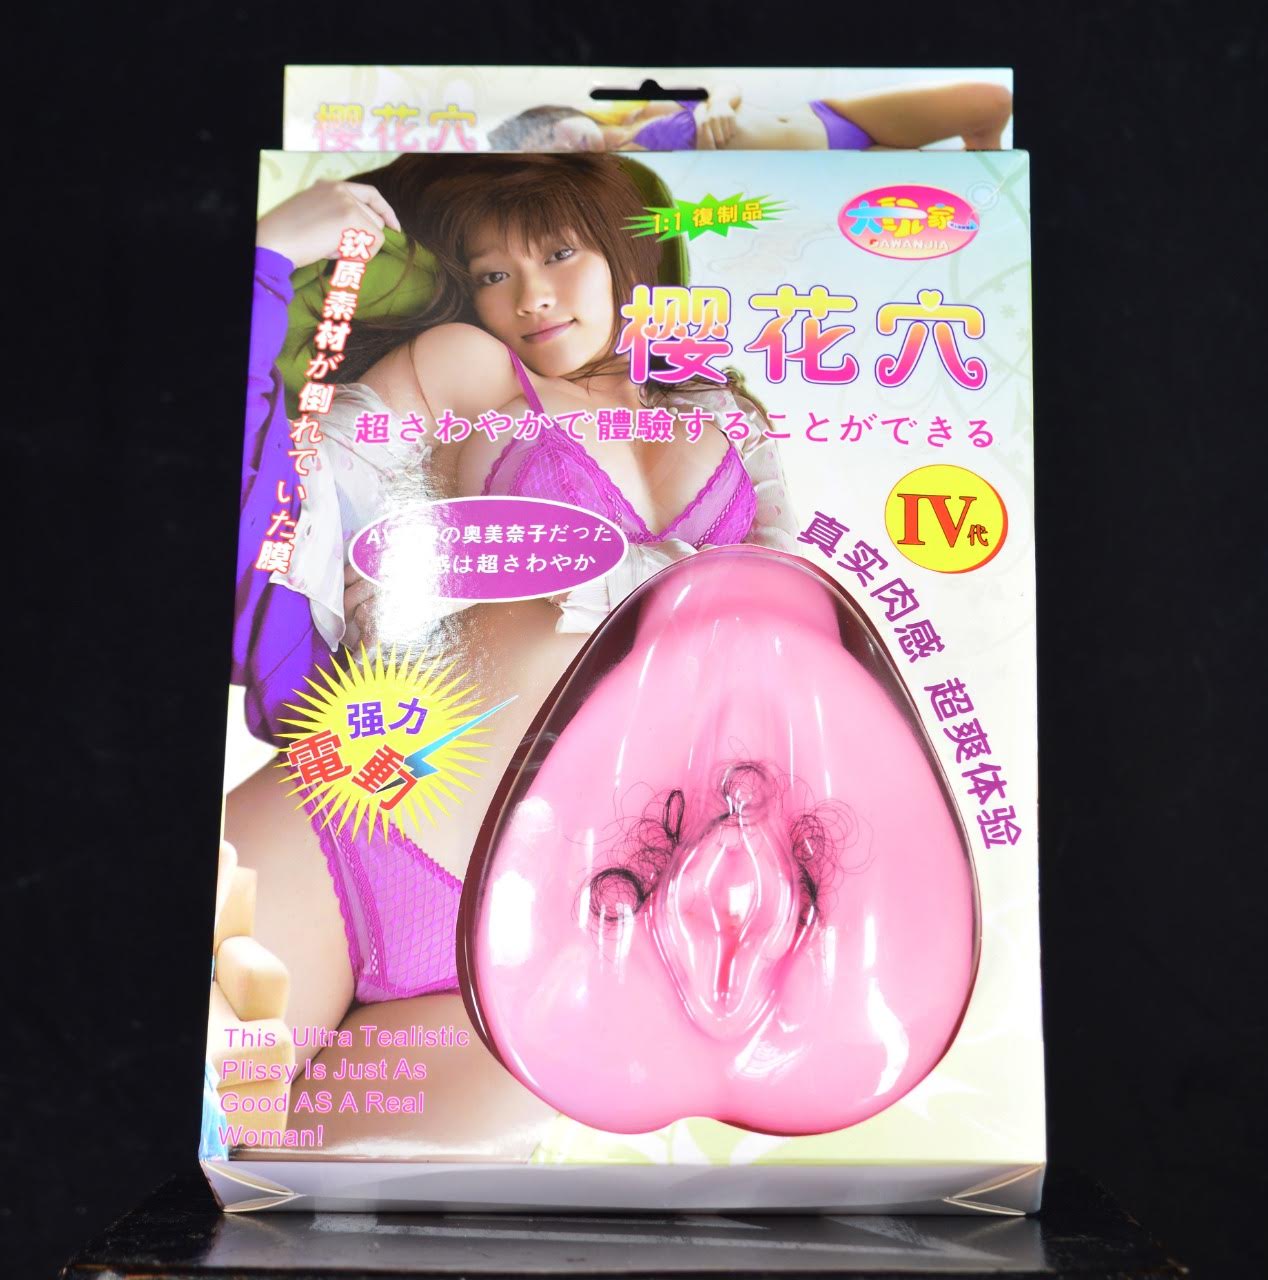 櫻花穴
1:1 復制品
大玩家
DAWANJIA
櫻花穴
软质素材が倒れていた膜
超さわやかで體驗することができる
IV代
の奥美奈子だった
は超さわやか
真实肉感 超爽体验
强力
電動
This Ultra Tealistic
Plissy Is Just As
Good AS A Real
Woman!